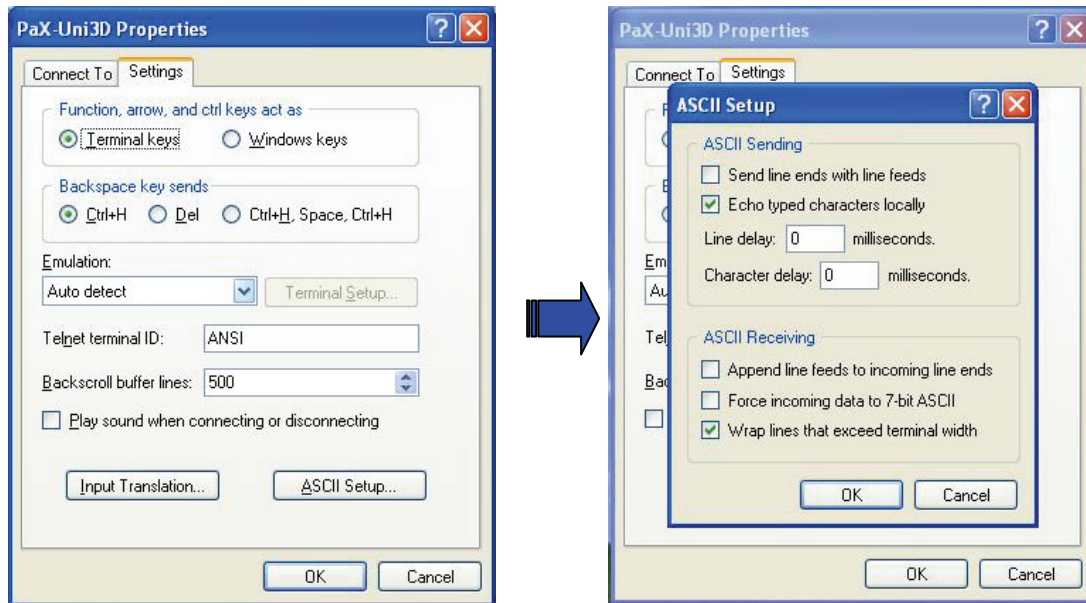 PaX-Uni3D Properties
Connect To Settings
Function, arrow, and ctrl keys act as
Terminal keys Windows keys
Backspace key sends
Ctrl+H Del Ctrl+H, Space, Ctrl+H
Emulation:
Auto detect Terminal Setup...
Telnet terminal ID: ANSI
Backscroll buffer lines: 500
Play sound when connecting or disconnecting
Input Translation... ASCII Setup...
OK Cancel
PaX-Uni3D Properties
Connect To Settings
F
ASCII Setup
ASCII Sending
Send line ends with line feeds
Echo typed characters locally
Line delay: 0 milliseconds.
Character delay: 0 milliseconds.
B
Em
Au
Tel
Bac
ASCII Receiving
Append line feeds to incoming line ends
Force incoming data to 7-bit ASCII
Wrap lines that exceed terminal width
OK Cancel
OK Cancel